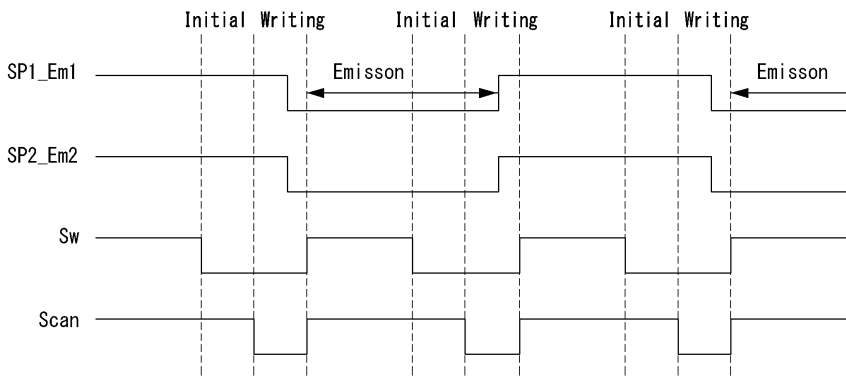 Initial Writing Initial Writing Initial Writing
SP1_Em1 Emisson Emisson
SP2_Em2
Sw
Scan